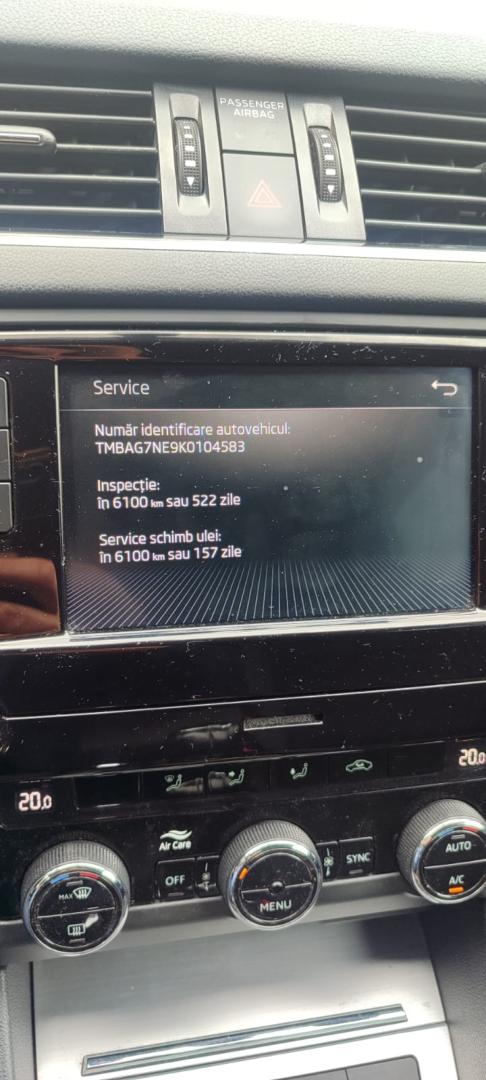 PASSENGER
AIRBAG
Service
Număr identificare autovehicul:
TMBAG7NE9K0104583
Inspecție:
în 6100 km sau 522 zile
Service schimb ulei:
în 6100 km sau 157 zile
20.0
20.0
Air Care
MAX
OFF
SYNC
MENU
AUTO
A/C